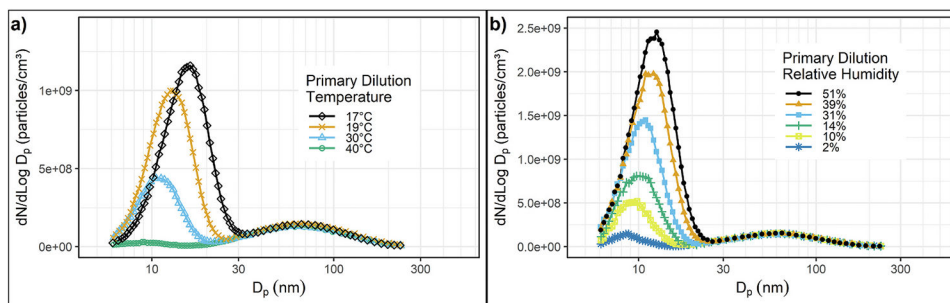 a)
dN/dLog Dp (particles/cm³)
1e+09
5e+08
0e+00
Primary Dilution
Temperature
17°C
19°C
30°C
40°C
10
30
100
300
Dp (nm)
b)
dN/dLog Dp (particles/cm³)
2.5e+09
2.0e+09
1.5e+09
1.0e+09
5.0e+08
0.0e+00
Primary Dilution
Relative Humidity
51%
39%
31%
14%
10%
2%
10
30
100
300
Dp (nm)